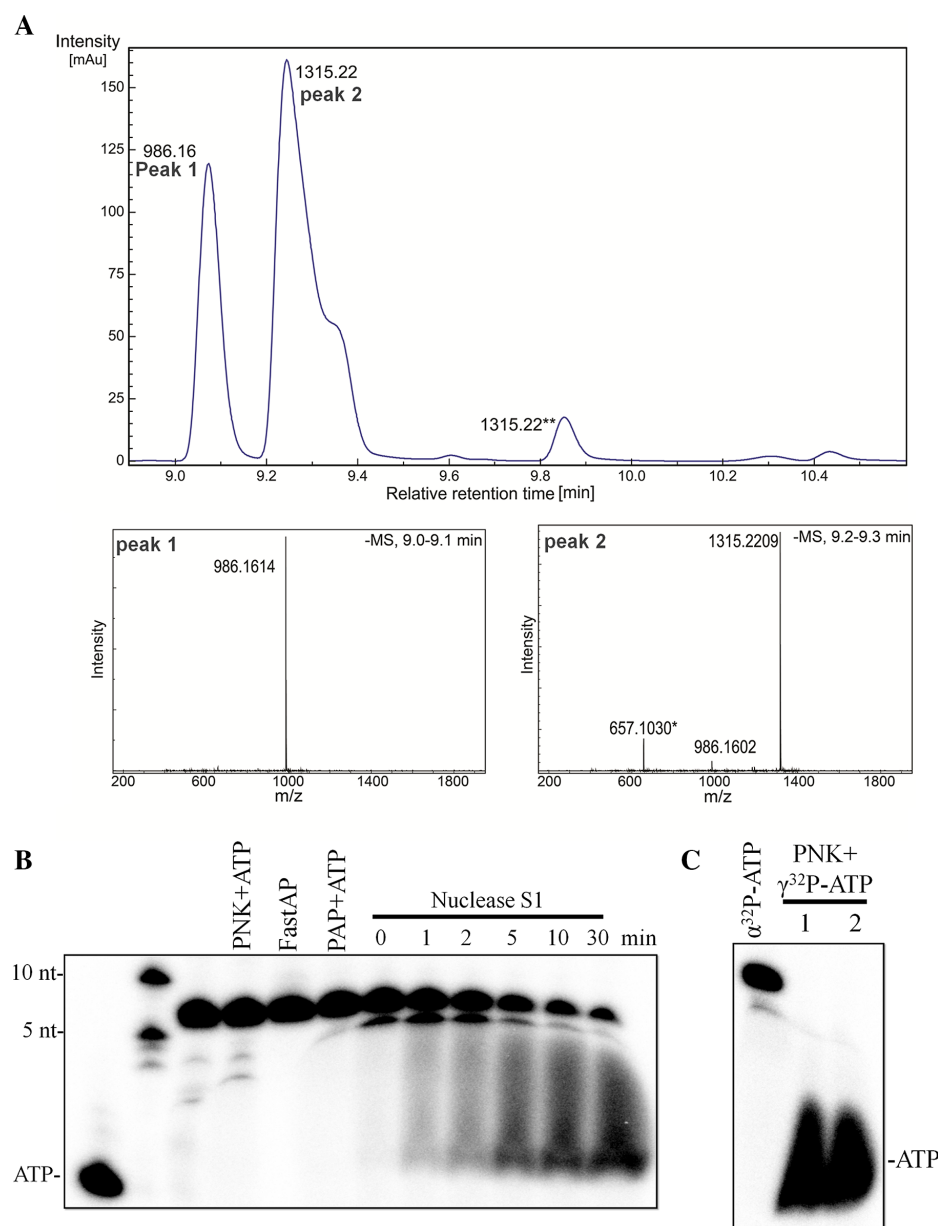 A
Intensity
[mAu]
1315.22
peak 2
150
125
986.16
Peak 1
100
75
50
25
1315.22**
0
9.0 9.2 9.4 9.6 9.8 10.0 10.2 10.4
Relative retention time [min]
peak 1
-MS, 9.0-9.1 min
986.1614
Intensity
200 600 1000 1400 1800
m/z
peak 2
1315.2209
-MS, 9.2-9.3 min
657.1030*
986.1602
Intensity
200 600 1000 1400 1800
m/z
B
PNK+ATP
FastAP
PAP+ATP
Nuclease S1
0 1 2 5 10 30 min
10 nt-
5 nt-
ATP-
C
α32P-ATP
PNK+
γ32P-ATP
1 2
-ATP